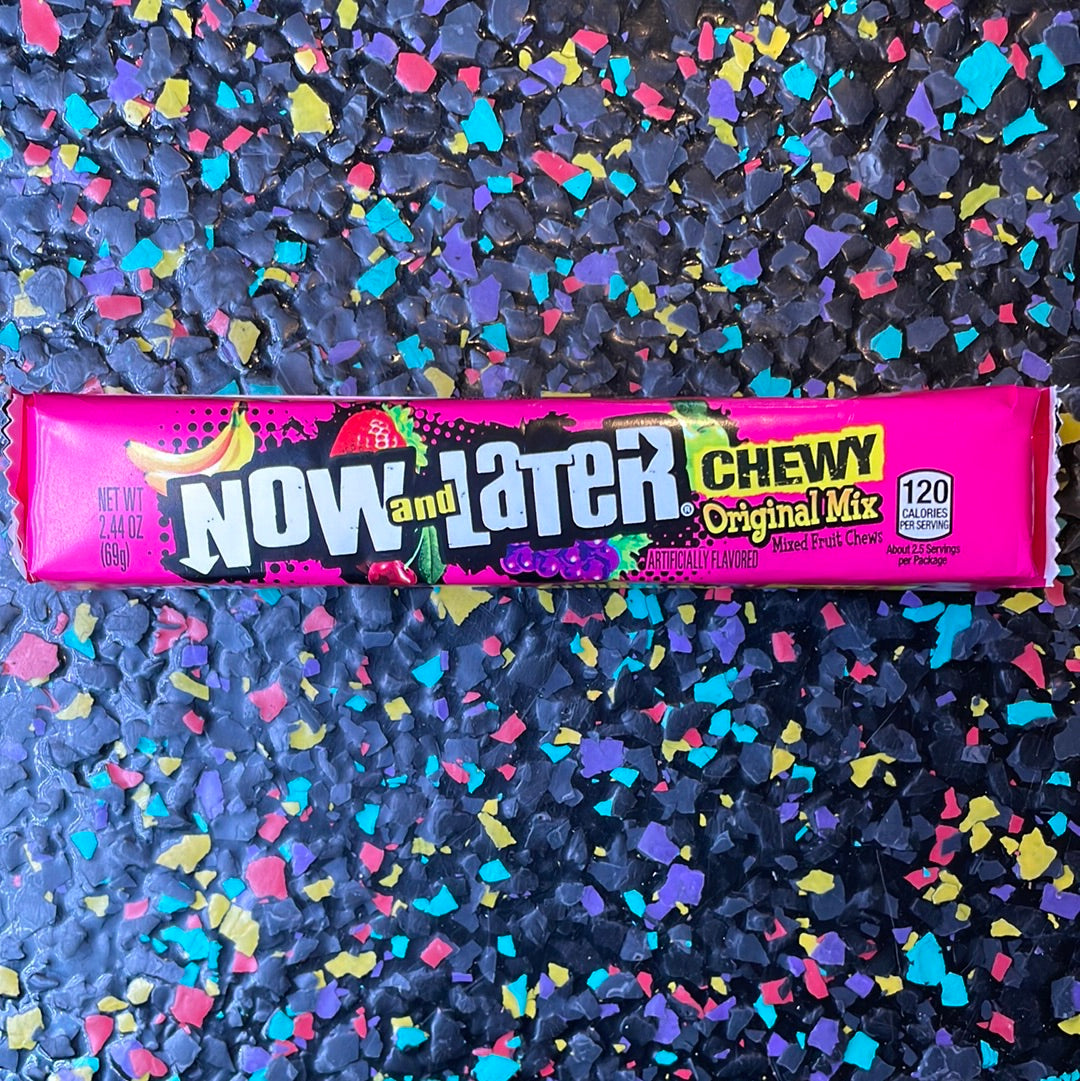 NET WT
2.44 OZ
(69g)
NOW and LATER®
CHEWY
Original Mix
Mixed Fruit Chews
ARTIFICIALLY FLAVORED
120
CALORIES
PER SERVING
About 2.5 Servings
per Package